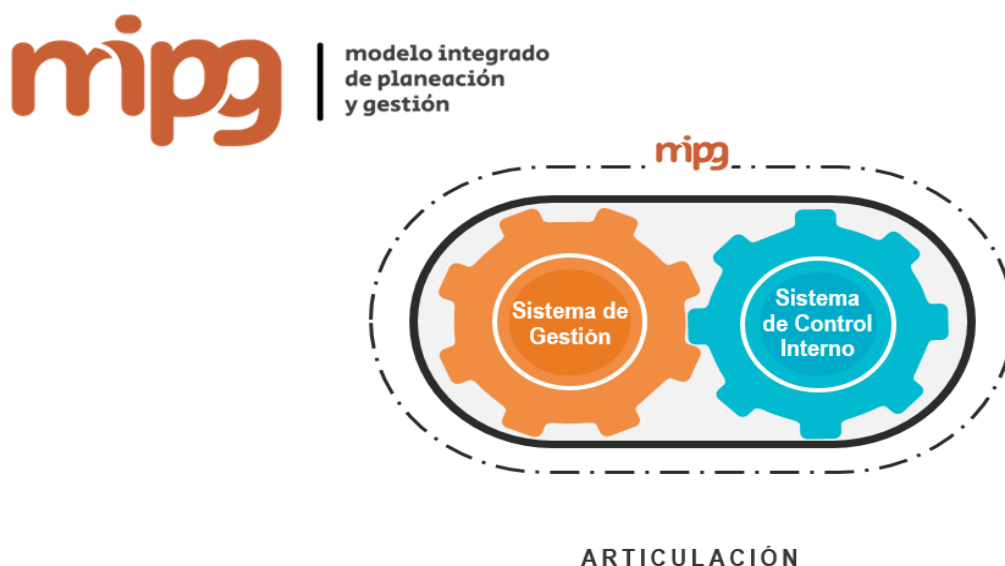 mipg
modelo integrado
de planeación
y gestión
mipg
Sistema de
Gestión
Sistema
de Control
Interno
ARTICULACIÓN